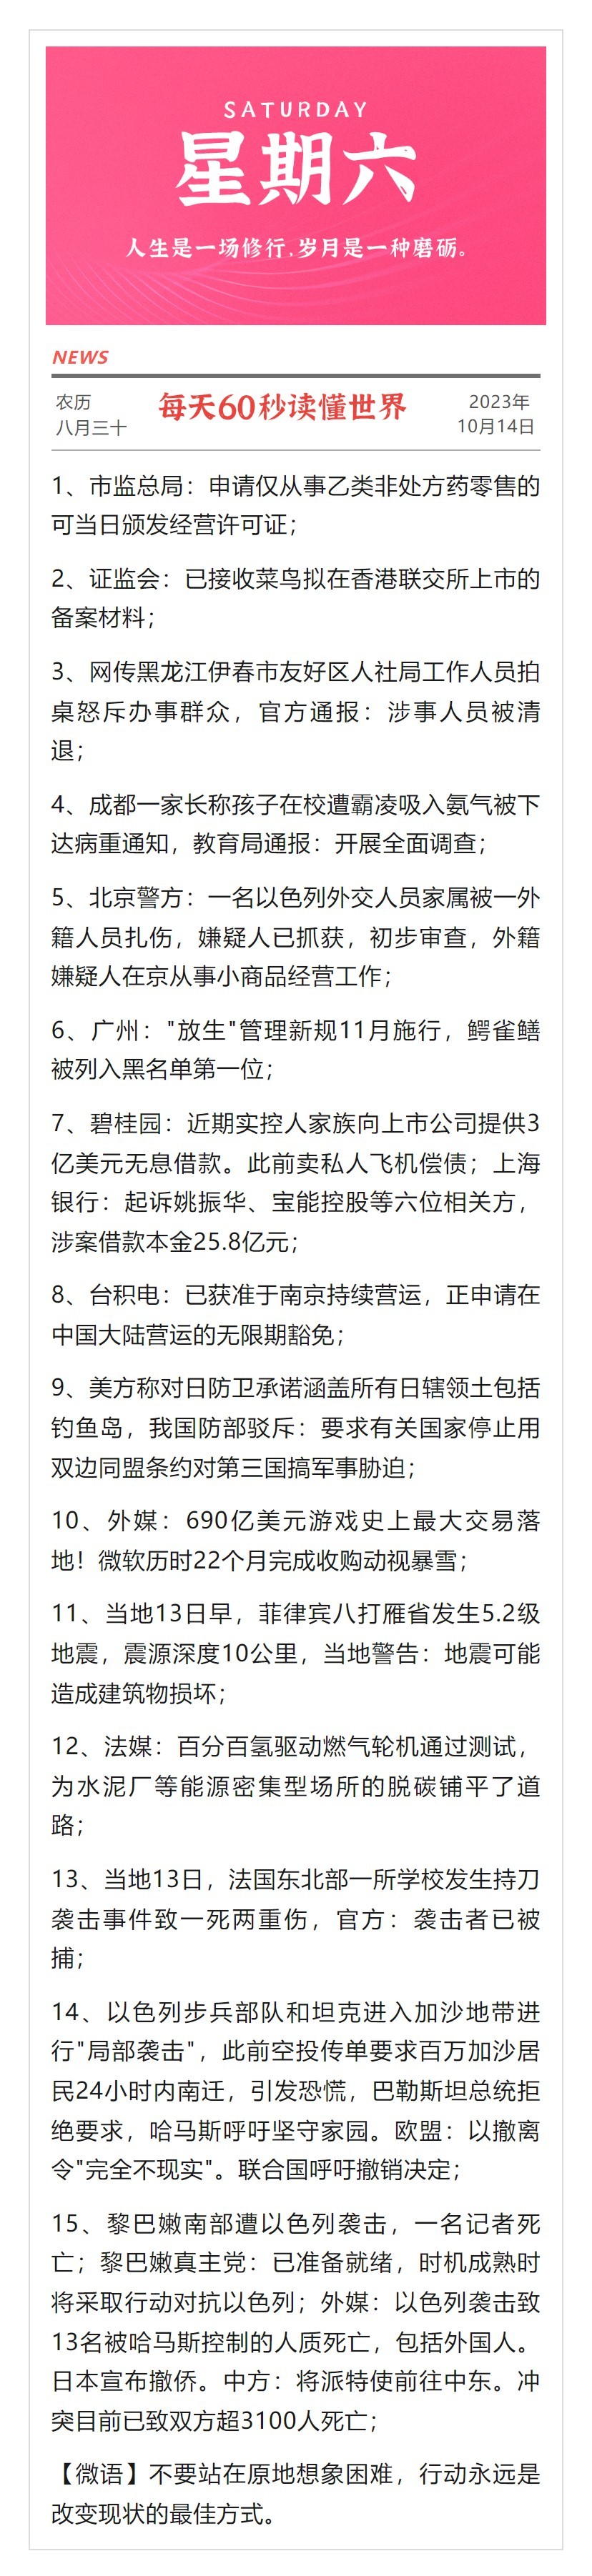 SATURDAY
星期六
人生是一场修行,岁月是一种磨砺。
NEWS
农历
八月三十
每天60秒读懂世界
2023年
10月14日
1、市监总局：申请仅从事乙类非处方药零售的
可当日颁发经营许可证；
2、证监会：已接收菜鸟拟在香港联交所上市的
备案材料；
3、网传黑龙江伊春市友好区人社局工作人员拍
桌怒斥办事群众，官方通报：涉事人员被清
退；
4、成都一家长称孩子在校遭霸凌吸入氨气被下
达病重通知，教育局通报：开展全面调查；
5、北京警方：一名以色列外交人员家属被一外
籍人员扎伤，嫌疑人已抓获，初步审查，外籍
嫌疑人在京从事小商品经营工作；
6、广州："放生"管理新规11月施行，鳄雀鳝
被列入黑名单第一位；
7、碧桂园：近期实控人家族向上市公司提供3
亿美元无息借款。此前卖私人飞机偿债；上海
银行：起诉姚振华、宝能控股等六位相关方，
涉案借款本金25.8亿元；
8、台积电：已获准于南京持续营运，正申请在
中国大陆营运的无限期豁免；
9、美方称对日防卫承诺涵盖所有日辖领土包括
钓鱼岛，我国防部驳斥：要求有关国家停止用
双边同盟条约对第三国搞军事胁迫；
10、外媒：690亿美元游戏史上最大交易落
地！微软历时22个月完成收购动视暴雪；
11、当地13日早，菲律宾八打雁省发生5.2级
地震，震源深度10公里，当地警告：地震可能
造成建筑物损坏；
12、法媒：百分百氢驱动燃气轮机通过测试，
为水泥厂等能源密集型场所的脱碳铺平了道
路；
13、当地13日，法国东北部一所学校发生持刀
袭击事件致一死两重伤，官方：袭击者已被
捕；
14、以色列步兵部队和坦克进入加沙地带进
行"局部袭击"，此前空投传单要求百万加沙居
民24小时内南迁，引发恐慌，巴勒斯坦总统拒
绝要求，哈马斯呼吁坚守家园。欧盟：以撤离
令"完全不现实"。联合国呼吁撤销决定；
15、黎巴嫩南部遭以色列袭击，一名记者死
亡；黎巴嫩真主党：已准备就绪，时机成熟时
将采取行动对抗以色列；外媒：以色列袭击致
13名被哈马斯控制的人质死亡，包括外国人。
日本宣布撤侨。中方：将派特使前往中东。冲
突目前已致双方超3100人死亡；
【微语】不要站在原地想象困难，行动永远是
改变现状的最佳方式。